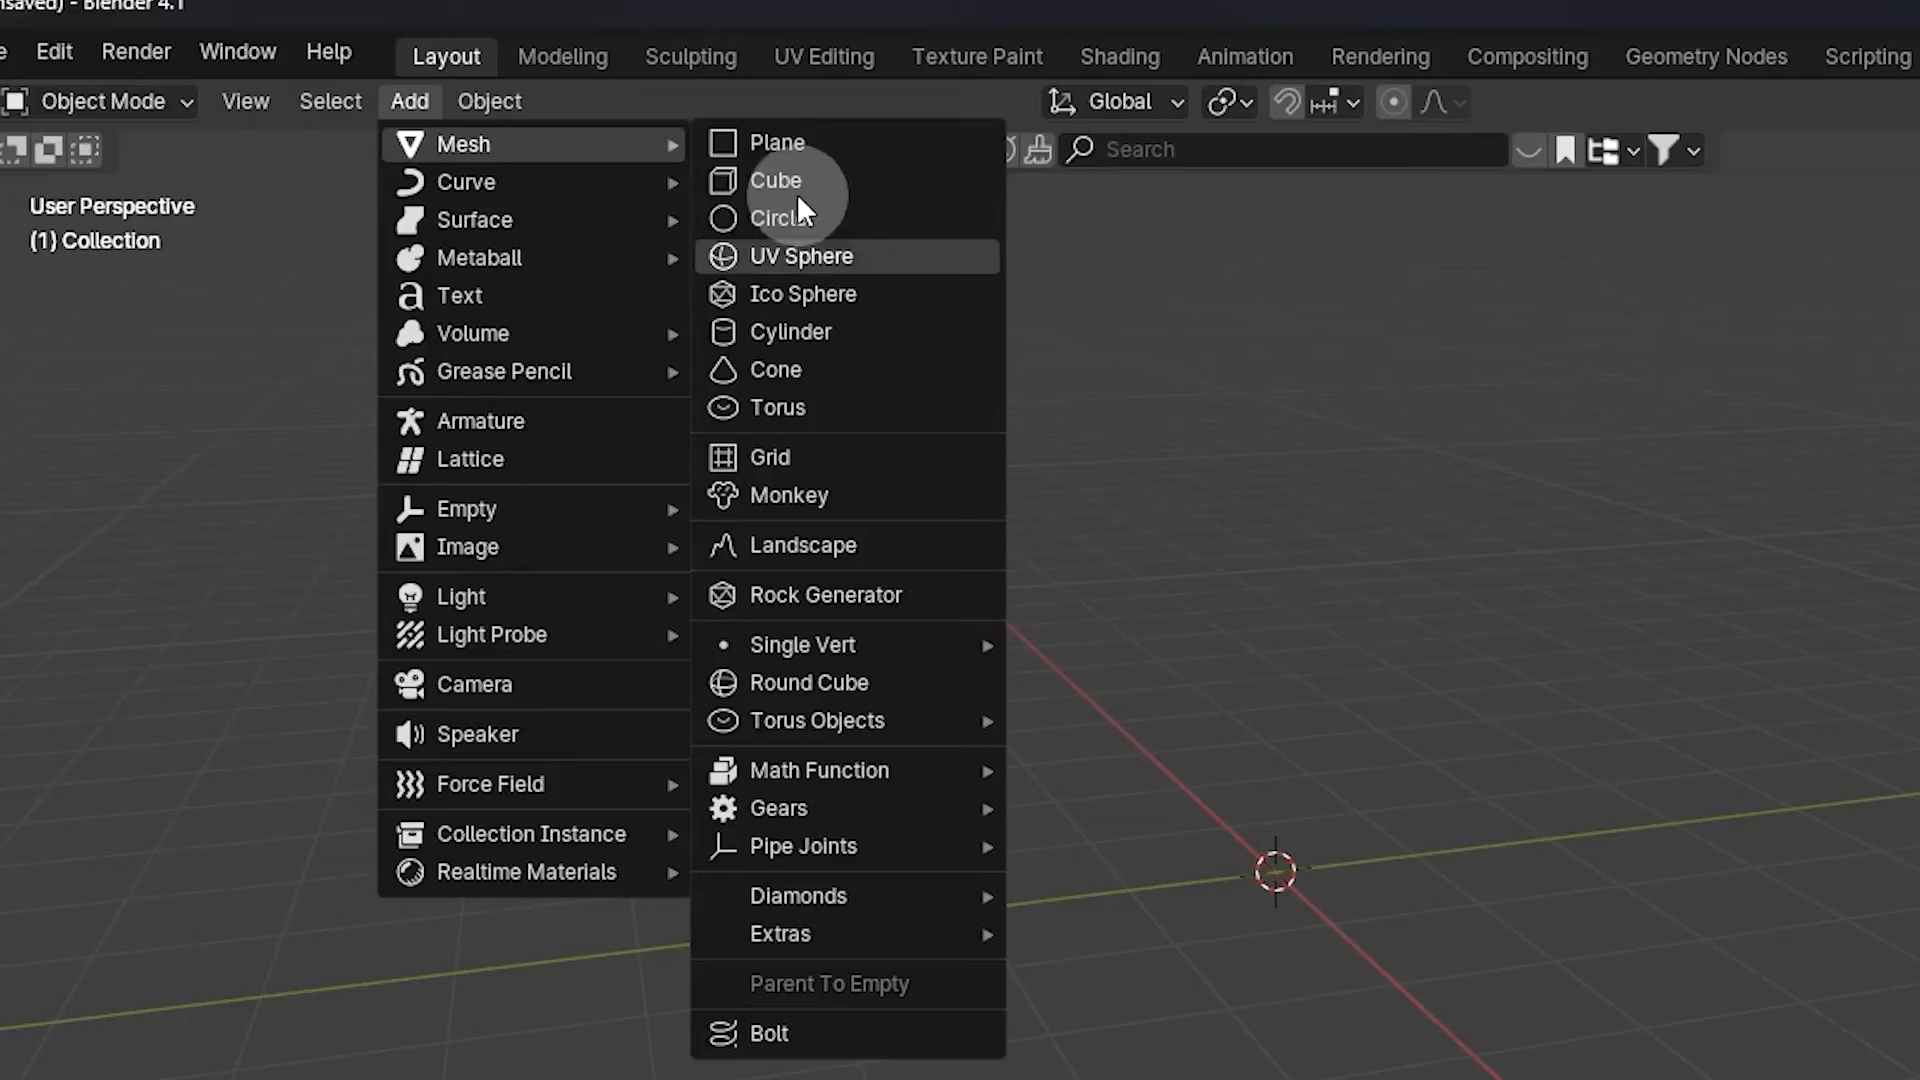 nsaved) - Blender 4.1
Edit Render Window Help Layout Modeling Sculpting UV Editing Texture Paint Shading Animation Rendering Compositing Geometry Nodes Scripting
Object Mode View Select Add Object Global
Search
User Perspective
(1) Collection
Mesh
Curve
Surface
Metaball
Text
Volume
Grease Pencil
Armature
Lattice
Empty
Image
Light
Light Probe
Camera
Speaker
Force Field
Collection Instance
Realtime Materials
Plane
Cube
Circle
UV Sphere
Ico Sphere
Cylinder
Cone
Torus
Grid
Monkey
Landscape
Rock Generator
Single Vert
Round Cube
Torus Objects
Math Function
Gears
Pipe Joints
Diamonds
Extras
Parent To Empty
Bolt